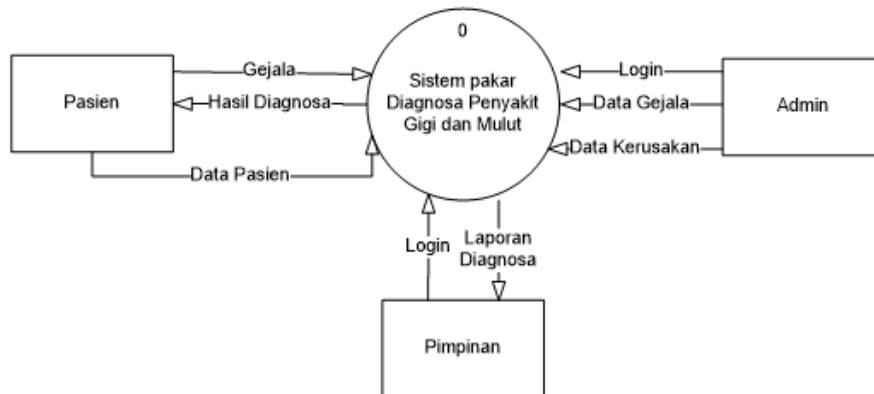 0
Sistem pakar
Diagnosa Penyakit
Gigi dan Mulut
Pasien
Gejala
Hasil Diagnosa
Data Pasien
Login
Data Gejala
Data Kerusakan
Admin
Login
Laporan
Diagnosa
Pimpinan